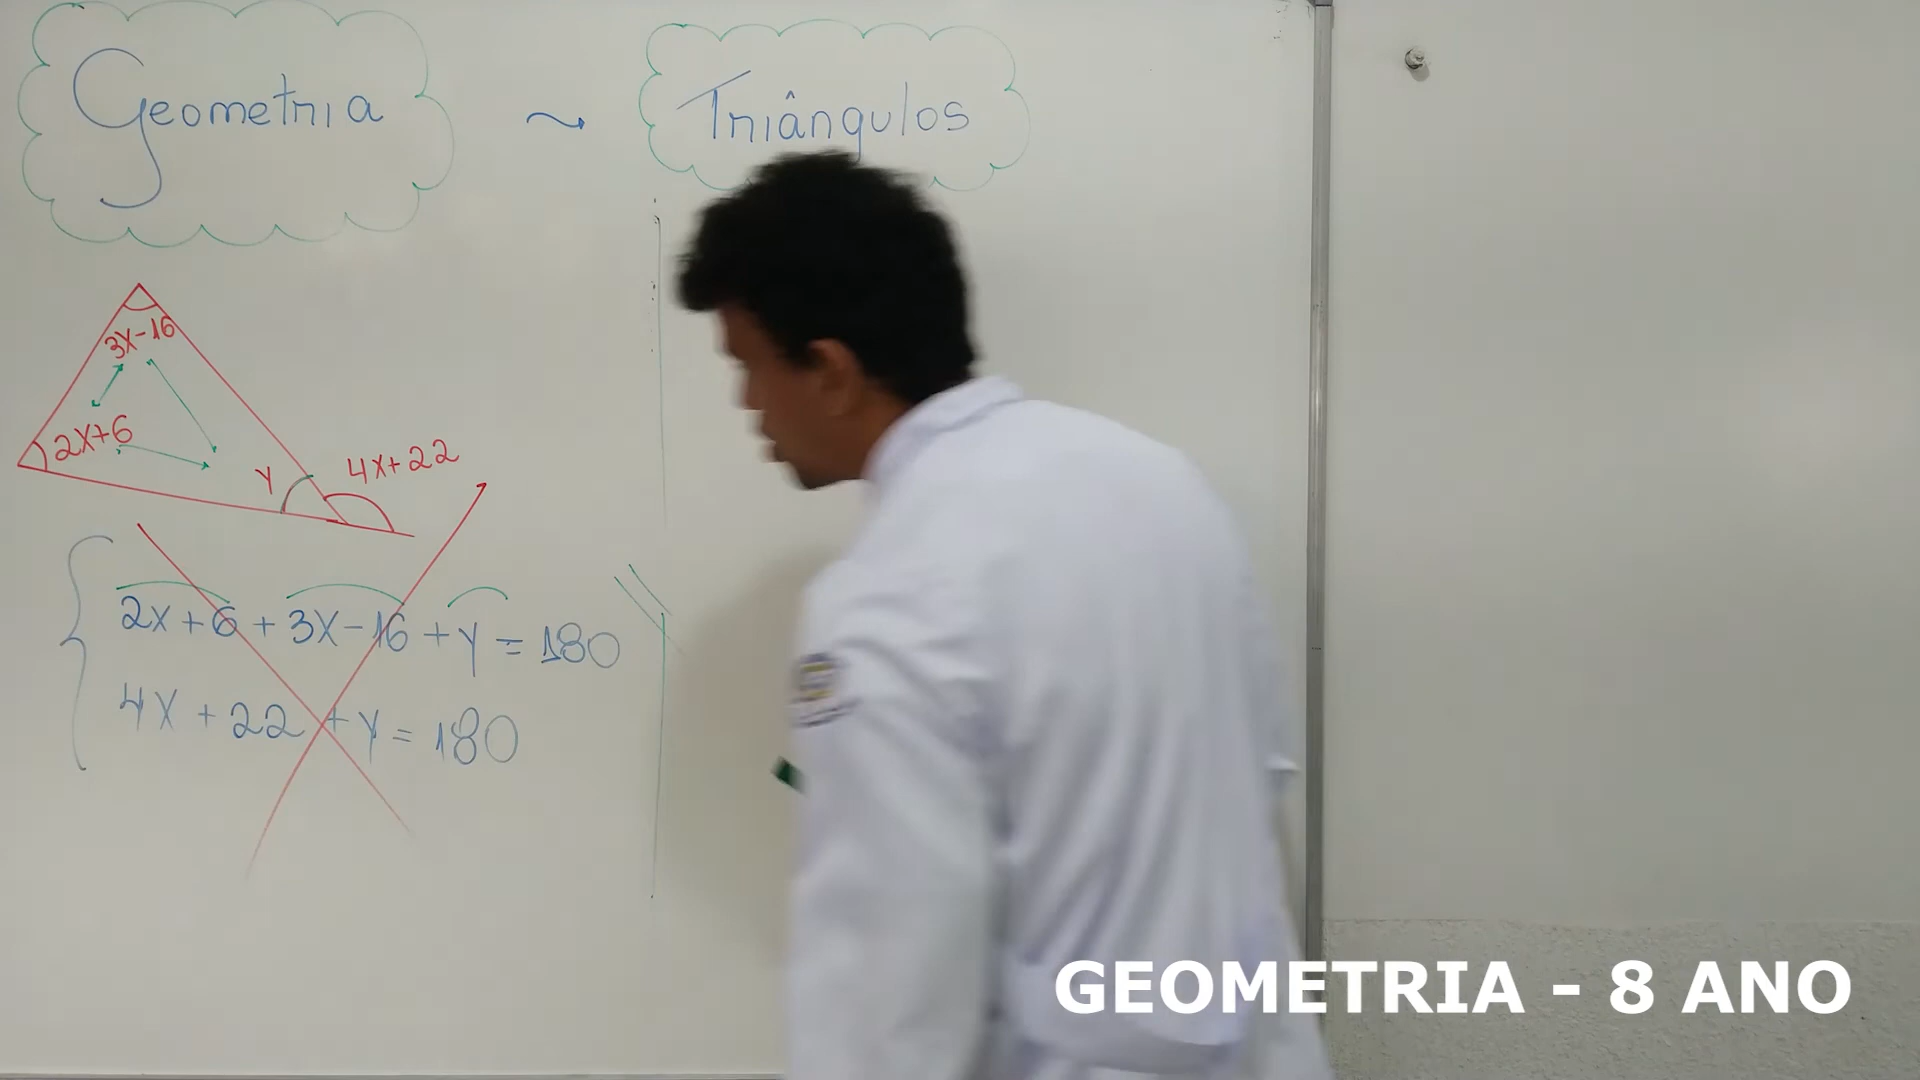 Geometria ~ Triângulos
3X-16
2X+6
Y
4X+22
2X+6+3X-16+Y=180
4X+22+Y=180
GEOMETRIA - 8 ANO